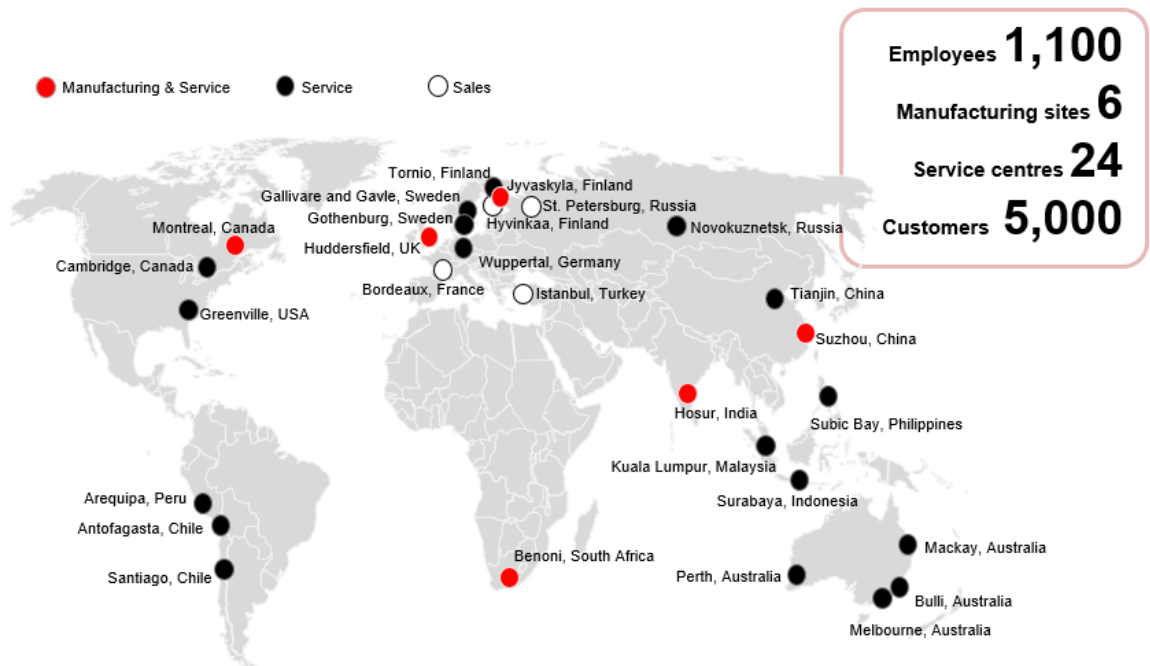 Employees 1,100
Manufacturing sites 6
Service centres 24
Customers 5,000
Manufacturing & Service
Service
Sales
Tornio, Finland
Jyvaskyla, Finland
Gallivare and Gavle, Sweden
St. Petersburg, Russia
Gothenburg, Sweden
Hyvinkaa, Finland
Montreal, Canada
Novokuznetsk, Russia
Huddersfield, UK
Cambridge, Canada
Wuppertal, Germany
Bordeaux, France
Istanbul, Turkey
Tianjin, China
Greenville, USA
Suzhou, China
Hosur, India
Subic Bay, Philippines
Kuala Lumpur, Malaysia
Arequipa, Peru
Surabaya, Indonesia
Antofagasta, Chile
Mackay, Australia
Benoni, South Africa
Santiago, Chile
Perth, Australia
Bulli, Australia
Melbourne, Australia